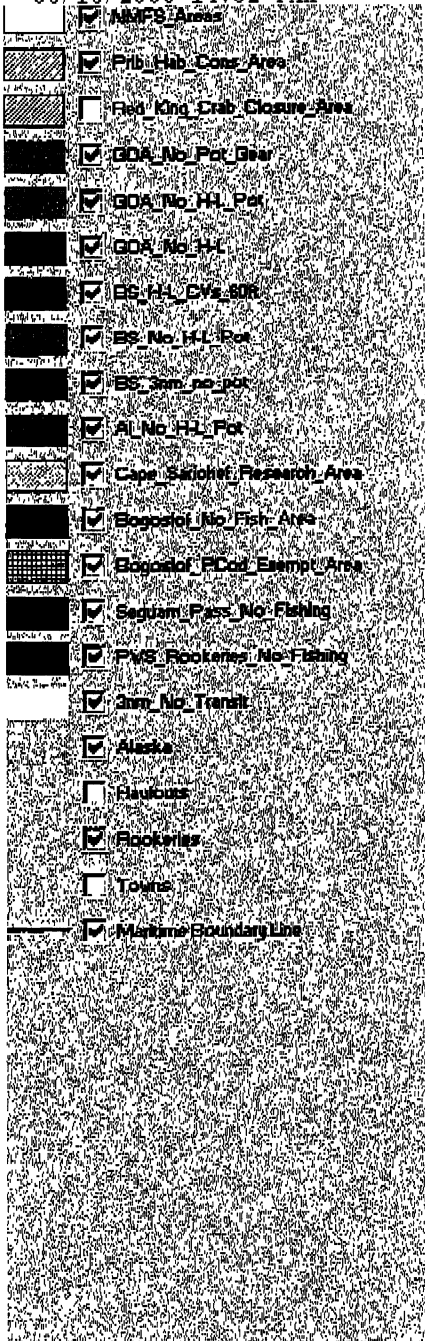 NMFS_Areas
Prib_Hab_Cons_Area
Red_King_Crab_Closure_Area
GOA_No_Pot_Gear
GOA_No_H-L_Pot
GOA_No_H-L
BS_H-L_CVs_60ft
BS_No_H-L_Pot
BS_3nm_no_pot
AI_No_H-L_Pot
Cape_Sarichef_Research_Area
Bogoslof_No_Fish_Area
Bogoslof_PCod_Exempt_Area
Seguam_Pass_No_Fishing
PWS_Rookeries_No_Fishing
3nm_No_Transit
Alaska
Haulouts
Rookeries
Towns
Maritime Boundary Line